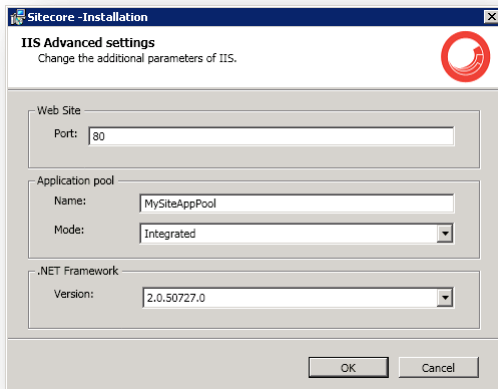 Sitecore -Installation
IIS Advanced settings
Change the additional parameters of IIS.
Web Site
Port: 80
Application pool
Name: MySiteAppPool
Mode: Integrated
.NET Framework
Version: 2.0.50727.0
OK Cancel